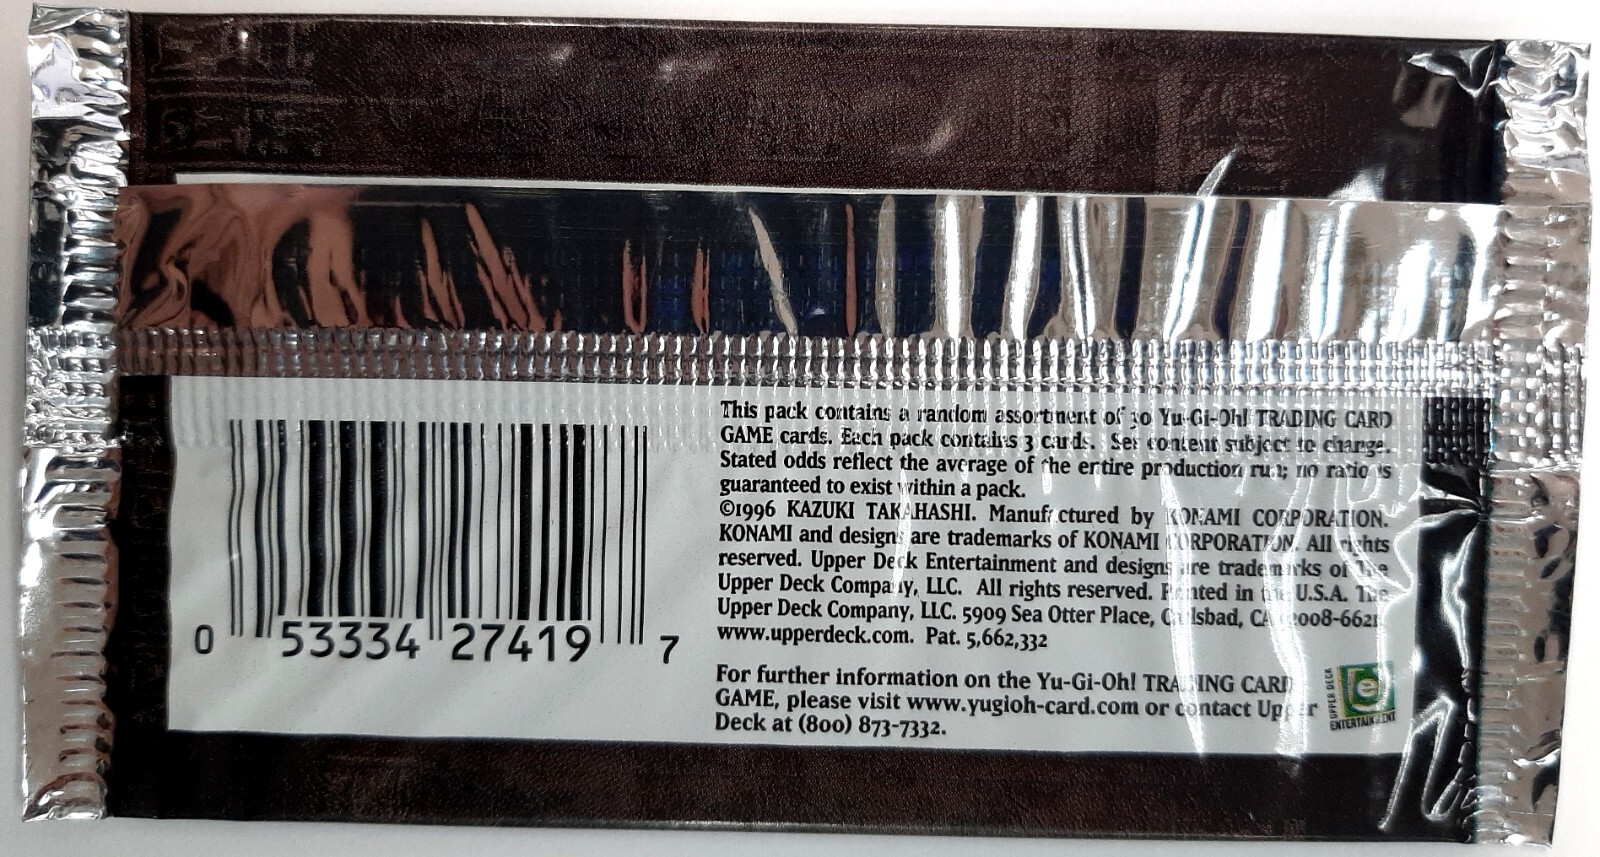 This pack contains a random assortment of Yu-Gi-Oh! TRADING CARD
GAME cards. Each pack contains 3 cards. Set content subject to change.
Stated odds reflect the average of the entire production run; no ratio is
guaranteed to exist within a pack.
©1996 KAZUKI TAKAHASHI. Manufactured by KONAMI CORPORATION.
KONAMI and designs are trademarks of KONAMI CORPORATION. All rights
reserved. Upper Deck Entertainment and designs are trademarks of The
Upper Deck Company, LLC. All rights reserved. Printed in the U.S.A. The
Upper Deck Company, LLC. 5909 Sea Otter Place, Carlsbad, CA
www.upperdeck.com. Pat. 5,662,332
For further information on the Yu-Gi-Oh! TRADING CARD
GAME, please visit www.yugioh-card.com or contact Upper
Deck at (800) 873-7332.
UPPER DECK
e
ENTERTAINMENT
0 53334 27419 7